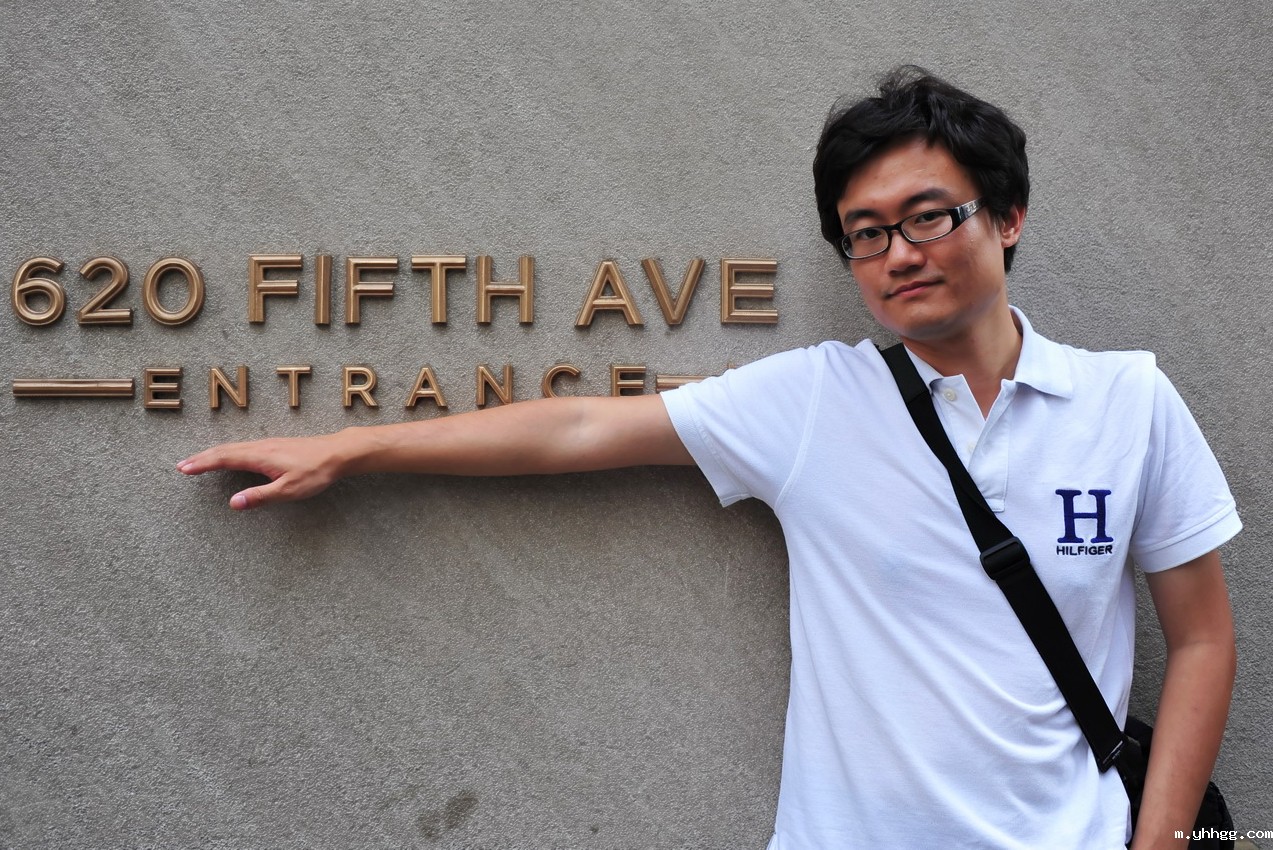 620 FIFTH AVE
ENTRANCE
H
HILFIGER
m.yhhgg.com